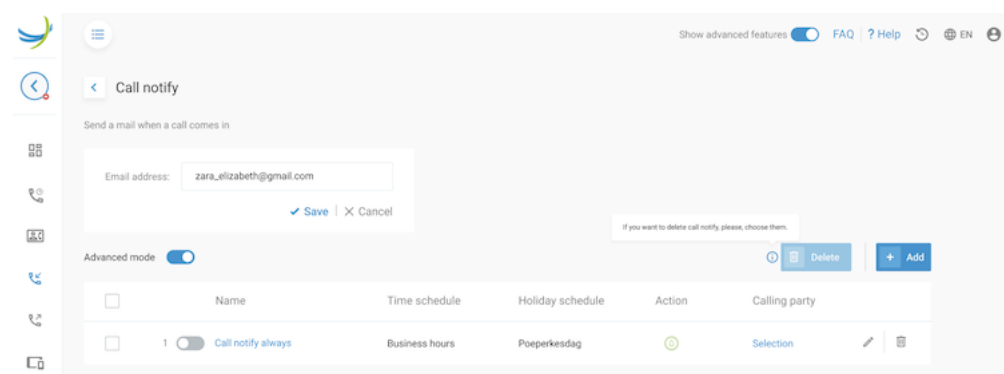 Show advanced features FAQ ? Help EN
Call notify
Send a mail when a call comes in
Email address: zara_elizabeth@gmail.com
Save Cancel
If you want to delete call notify, please, choose them.
Advanced mode Delete + Add
Name Time schedule Holiday schedule Action Calling party
1 Call notify always Business hours Poeperkesdag Selection